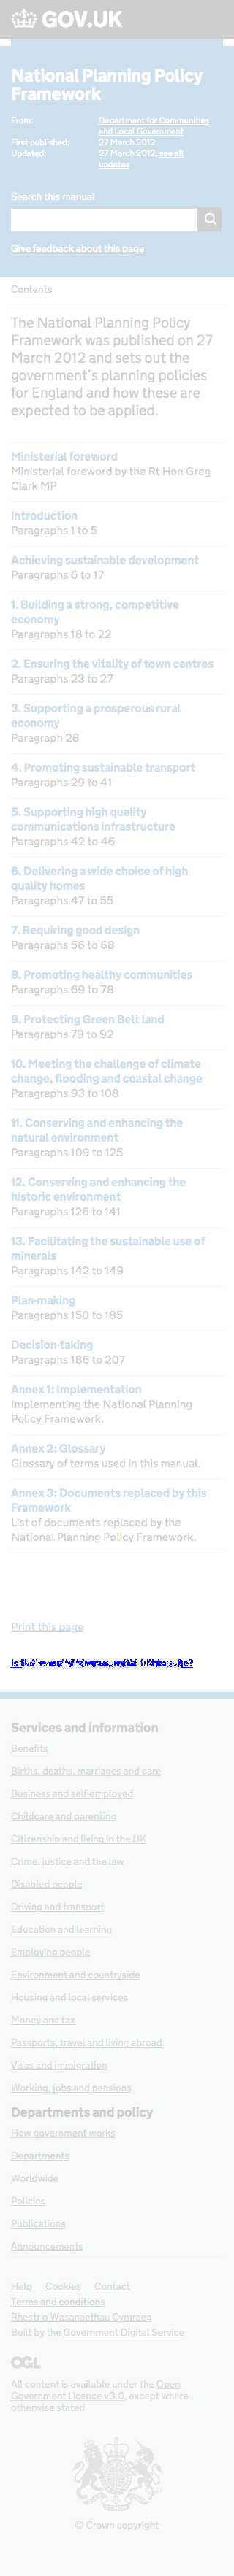 GOV.UK
National Planning Policy
Framework
From: Department for Communities
and Local Government
First published: 27 March 2012
Updated: 27 March 2012, see all
updates
Search this manual
Give feedback about this page
Contents
The National Planning Policy
Framework was published on 27
March 2012 and sets out the
government's planning policies
for England and how these are
expected to be applied.
Ministerial foreword
Ministerial foreword by the Rt Hon Greg
Clark MP
Introduction
Paragraphs 1 to 5
Achieving sustainable development
Paragraphs 6 to 17
1. Building a strong, competitive
economy
Paragraphs 18 to 22
2. Ensuring the vitality of town centres
Paragraphs 23 to 27
3. Supporting a prosperous rural
economy
Paragraph 28
4. Promoting sustainable transport
Paragraphs 29 to 41
5. Supporting high quality
communications infrastructure
Paragraphs 42 to 46
6. Delivering a wide choice of high
quality homes
Paragraphs 47 to 55
7. Requiring good design
Paragraphs 56 to 68
8. Promoting healthy communities
Paragraphs 69 to 78
9. Protecting Green Belt land
Paragraphs 79 to 92
10. Meeting the challenge of climate
change, flooding and coastal change
Paragraphs 93 to 108
11. Conserving and enhancing the
natural environment
Paragraphs 109 to 125
12. Conserving and enhancing the
historic environment
Paragraphs 126 to 141
13. Facilitating the sustainable use of
minerals
Paragraphs 142 to 149
Plan-making
Paragraphs 150 to 185
Decision-taking
Paragraphs 186 to 207
Annex 1: Implementation
Implementing the National Planning
Policy Framework.
Annex 2: Glossary
Glossary of terms used in this manual.
Annex 3: Documents replaced by this
Framework
List of documents replaced by the
National Planning Policy Framework.
Print this page
Is
Services and information
Benefits
Births, deaths, marriages and care
Business and self-employed
Childcare and parenting
Citizenship and living in the UK
Crime, justice and the law
Disabled people
Driving and transport
Education and learning
Employing people
Environment and countryside
Housing and local services
Money and tax
Passports, travel and living abroad
Visas and immigration
Working, jobs and pensions
Departments and policy
How government works
Departments
Worldwide
Policies
Publications
Announcements
Help Cookies Contact
Terms and conditions
Rhestr o Wasanaethau Cymraeg
Built by the Government Digital Service
OGL
All content is available under the Open
Government Licence v3.0, except where
otherwise stated
© Crown copyright